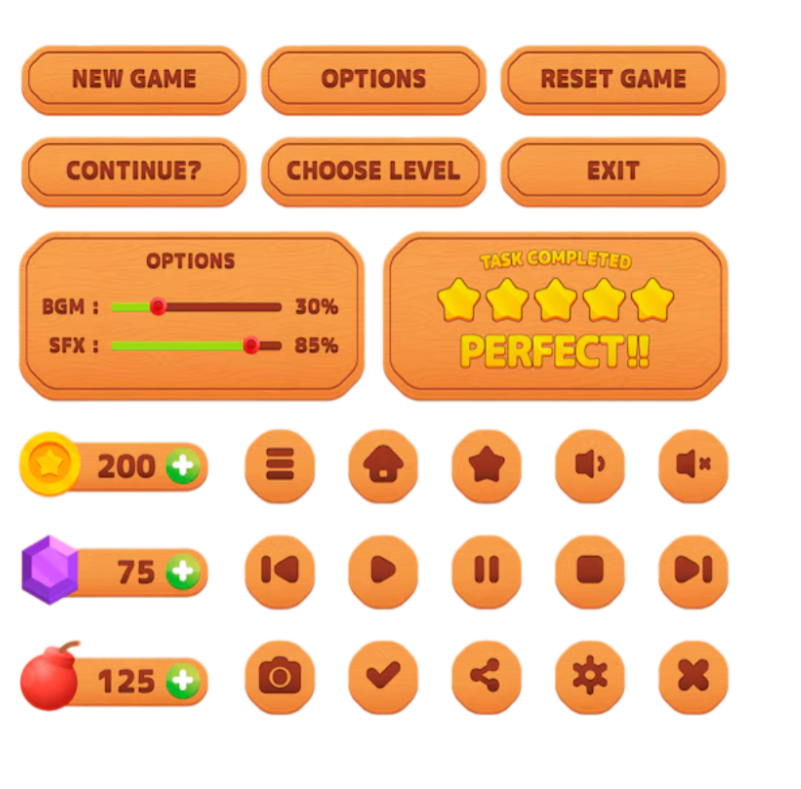 NEW GAME
OPTIONS
RESET GAME
CONTINUE?
CHOOSE LEVEL
EXIT
OPTIONS
BGM : 30%
SFX : 85%
TASK COMPLETED
PERFECT!!
200
75
125